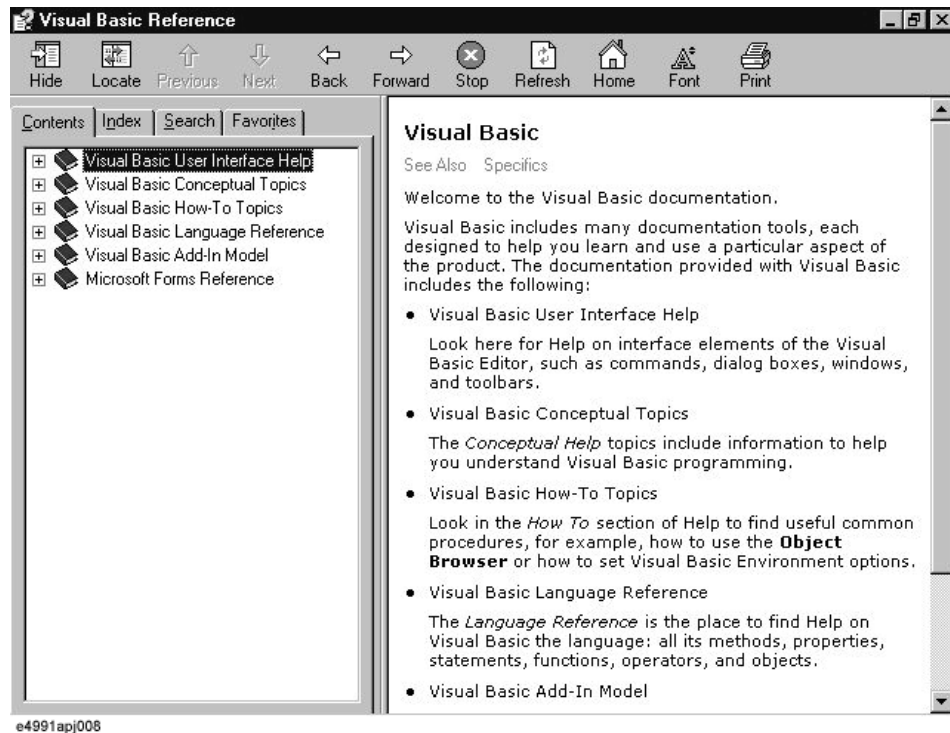 Visual Basic Reference
Hide Locate Previous Next Back Forward Stop Refresh Home Font Print
Contents Index Search Favorites
Visual Basic User Interface Help
Visual Basic Conceptual Topics
Visual Basic How-To Topics
Visual Basic Language Reference
Visual Basic Add-In Model
Microsoft Forms Reference
Visual Basic
See Also Specifics
Welcome to the Visual Basic documentation.
Visual Basic includes many documentation tools, each
designed to help you learn and use a particular aspect of
the product. The documentation provided with Visual Basic
includes the following:
• Visual Basic User Interface Help
Look here for Help on interface elements of the Visual
Basic Editor, such as commands, dialog boxes, windows,
and toolbars.
• Visual Basic Conceptual Topics
The Conceptual Help topics include information to help
you understand Visual Basic programming.
• Visual Basic How-To Topics
Look in the How To section of Help to find useful common
procedures, for example, how to use the Object
Browser or how to set Visual Basic Environment options.
• Visual Basic Language Reference
The Language Reference is the place to find Help on
Visual Basic the language: all its methods, properties,
statements, functions, operators, and objects.
• Visual Basic Add-In Model
e4991apj008